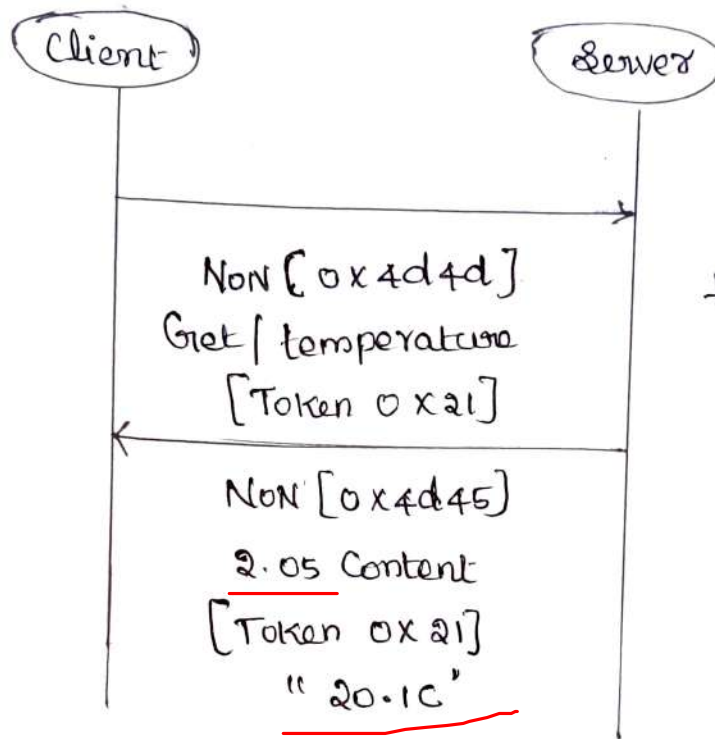 Client
Server
NON [0x4d4d]
Get / temperature
[Token 0x21]
NON [0x4d45]
2.05 Content
[Token 0x21]
" 20.1C"